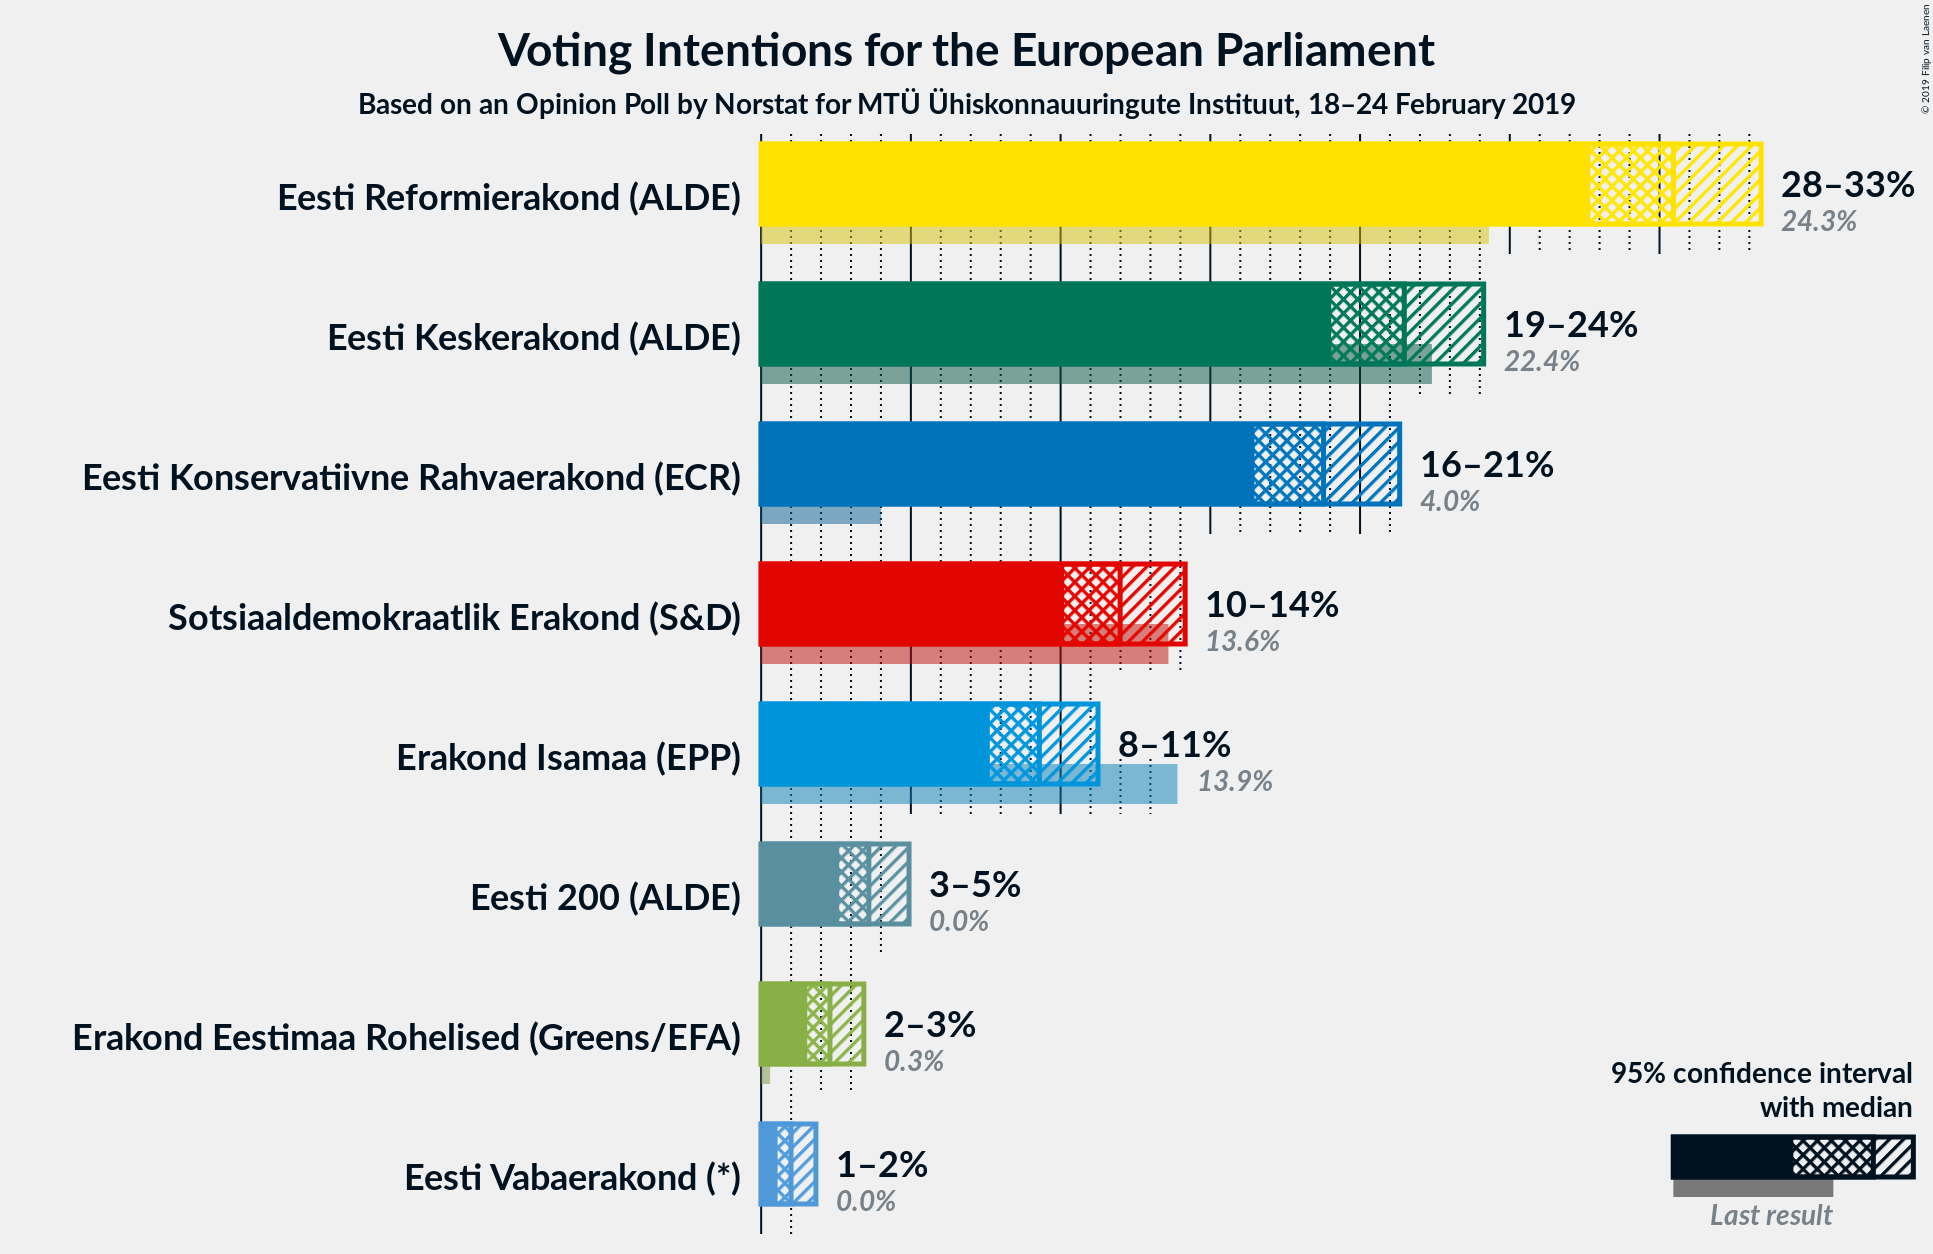 Voting Intentions for the European Parliament
Based on an Opinion Poll by Norstat for MTÜ Ühiskonnauuringute Instituut, 18–24 February 2019
© 2019 Filip van Laenen
Eesti Reformierakond (ALDE)
28–33%
24.3%
Eesti Keskerakond (ALDE)
19–24%
22.4%
Eesti Konservatiivne Rahvaerakond (ECR)
16–21%
4.0%
Sotsiaaldemokraatlik Erakond (S&D)
10–14%
13.6%
Erakond Isamaa (EPP)
8–11%
13.9%
Eesti 200 (ALDE)
3–5%
0.0%
Erakond Eestimaa Rohelised (Greens/EFA)
2–3%
0.3%
Eesti Vabaerakond (*)
1–2%
0.0%
95% confidence interval
with median
Last result